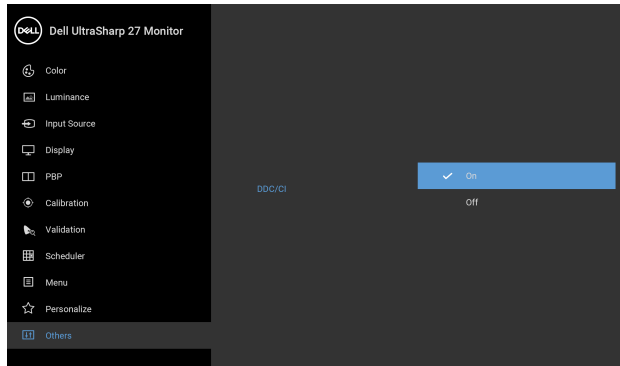 DELL
Dell UltraSharp 27 Monitor
Color
Luminance
Input Source
Display
PBP
Calibration
Validation
Scheduler
Menu
Personalize
Others
DDC/CI
On
Off